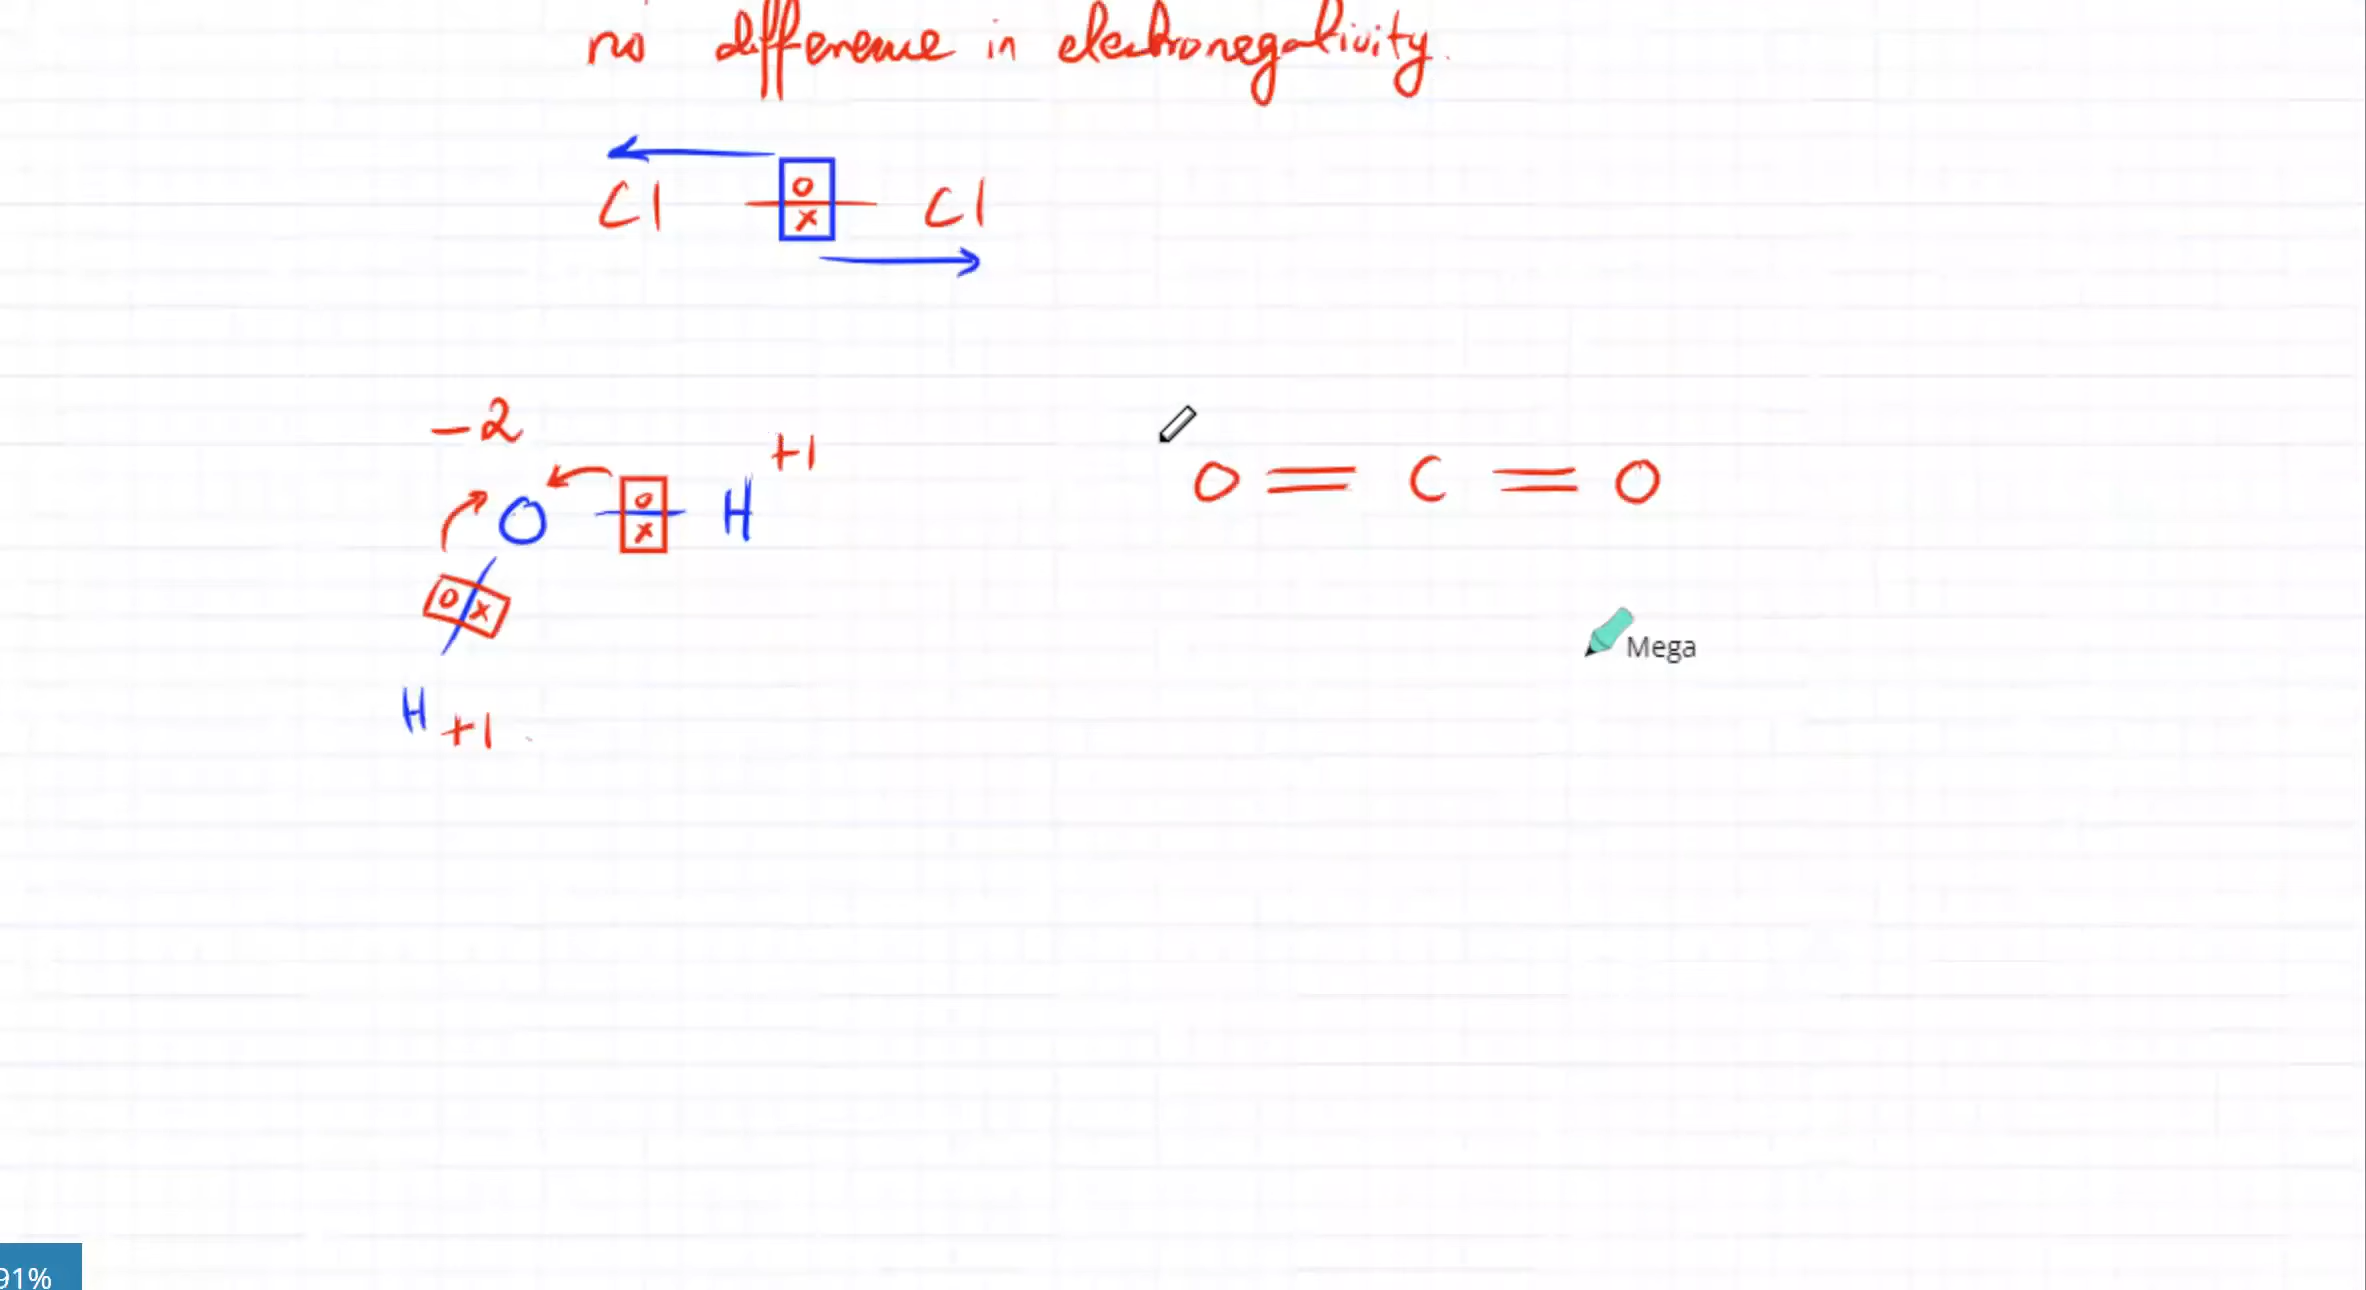 no difference in electronegativity.
Cl o x Cl
-2
+1
O o x H
O = C = O
o x
Mega
H +1
91%